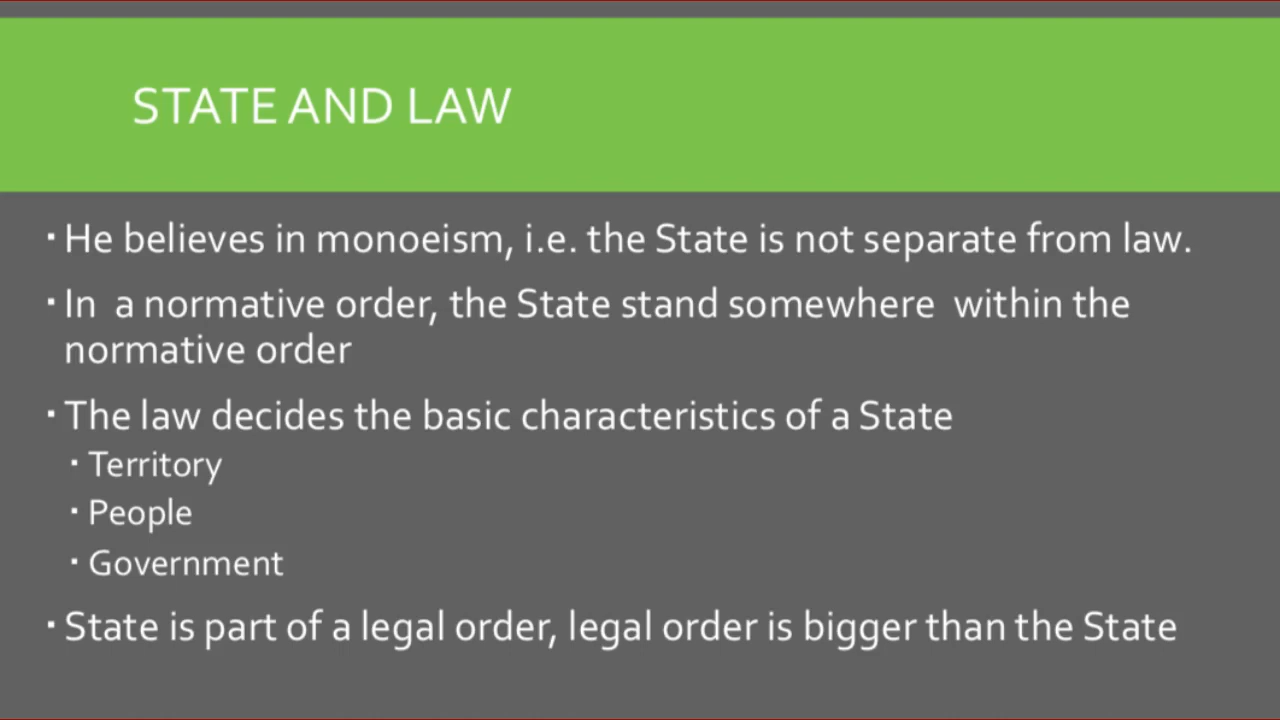 STATE AND LAW
▪ He believes in monoeism, i.e. the State is not separate from law.
▪ In a normative order, the State stand somewhere within the
normative order
▪ The law decides the basic characteristics of a State
▪ Territory
▪ People
▪ Government
▪ State is part of a legal order, legal order is bigger than the State